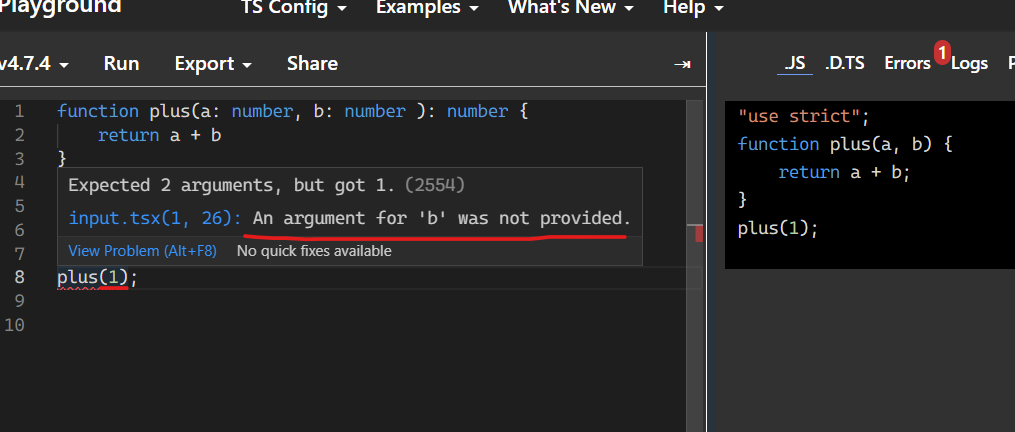 Playground
TS Config
Examples
What's New
Help
v4.7.4
Run
Export
Share
.JS
.D.TS
Errors
1
Logs
1 function plus(a: number, b: number ): number {
2 return a + b
3 }
4
5
6
7
8 plus(1);
9
10
Expected 2 arguments, but got 1. (2554)
input.tsx(1, 26): An argument for 'b' was not provided.
View Problem (Alt+F8) No quick fixes available
"use strict";
function plus(a, b) {
return a + b;
}
plus(1);